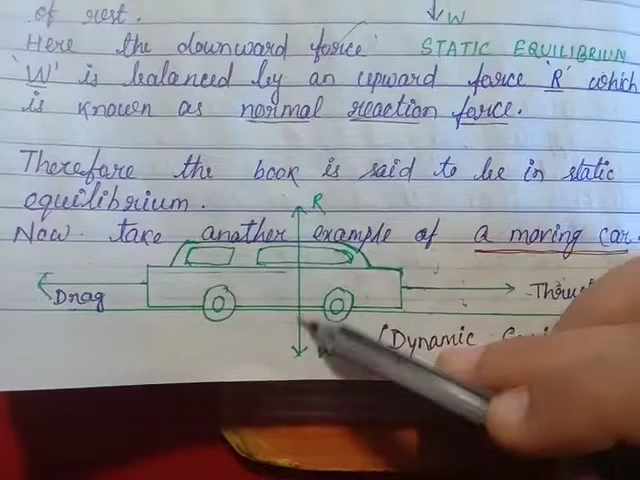 of rest.
W
Here the downward force STATIC EQUILIBRIUM
'W' is balanced by an upward force 'R' which
is known as normal reaction force.
Therefore the book is said to be in static
equilibrium.
R
Now take another example of a moving car.
Drag
(Dynamic
W